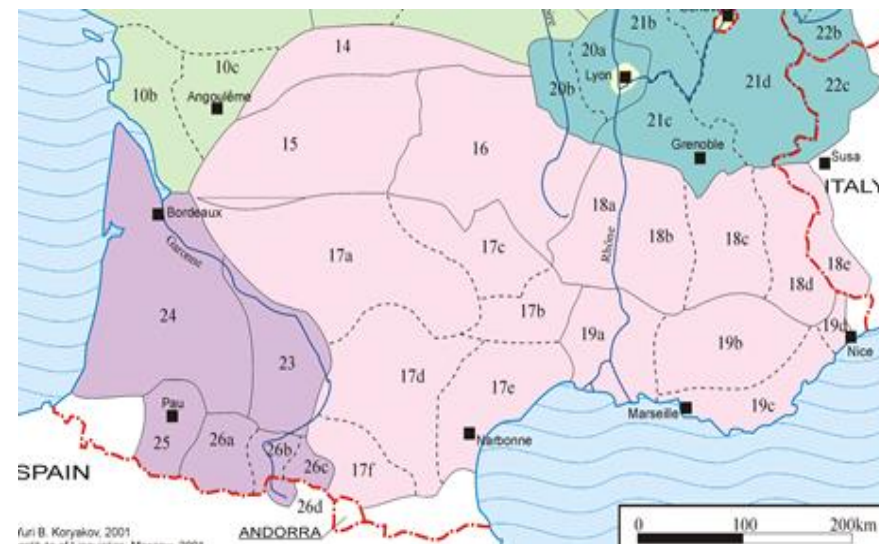 21b
22b
14
20a
10c
Lyon
21d
22c
10b
Angoulême
20b
21c
15
16
Grenoble
Susa
ITALY
18a
Bordeaux
Rhône
18b
18c
17c
Garonne
17a
18e
18d
24
17b
19a
19d
19b
Nice
23
17d
17e
Pau
Marseille
19c
25
26a
26b
Narbonne
26c
17f
SPAIN
26d
ANDORRA
Yuri B. Koryakov, 2001
0 100 200km